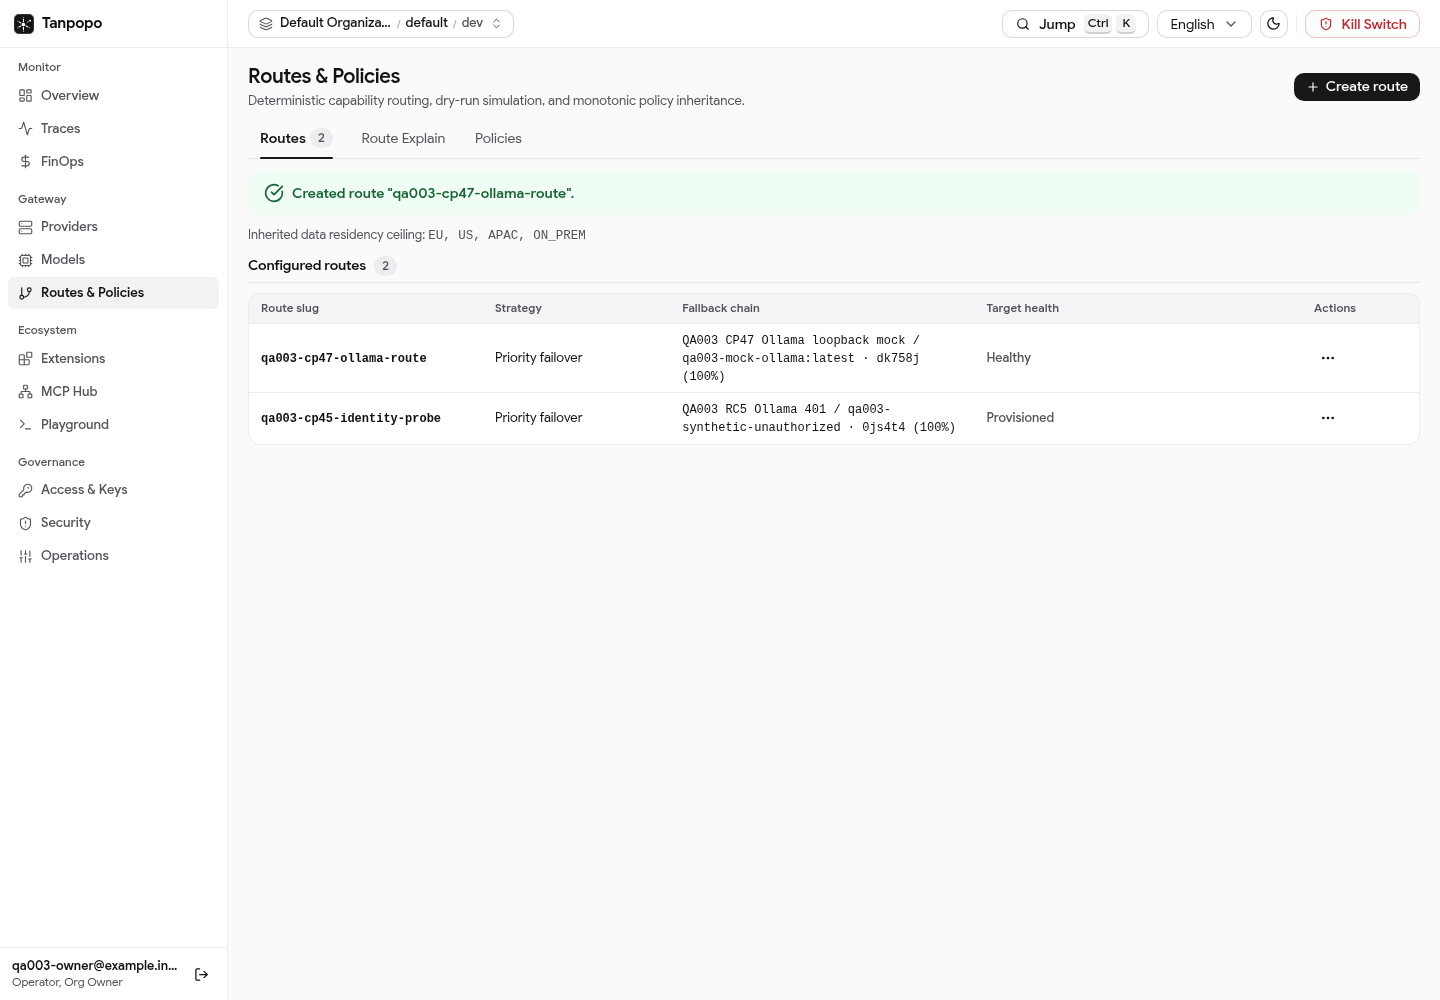 Tanpopo
Default Organiza... / default / dev
Jump Ctrl K
English
Kill Switch
Monitor
Overview
Traces
FinOps
Gateway
Providers
Models
Routes & Policies
Ecosystem
Extensions
MCP Hub
Playground
Governance
Access & Keys
Security
Operations
qa003-owner@example.in...
Operator, Org Owner
Routes & Policies
Deterministic capability routing, dry-run simulation, and monotonic policy inheritance.
Create route
Routes 2 Route Explain Policies
Created route "qa003-cp47-ollama-route".
Inherited data residency ceiling: EU, US, APAC, ON_PREM
Configured routes 2
Route slug Strategy Fallback chain Target health Actions
qa003-cp47-ollama-route Priority failover QA003 CP47 Ollama loopback mock /
qa003-mock-ollama:latest · dk758j
(100%)
Healthy
qa003-cp45-identity-probe Priority failover QA003 RC5 Ollama 401 / qa003-
synthetic-unauthorized · 0js4t4 (100%)
Provisioned